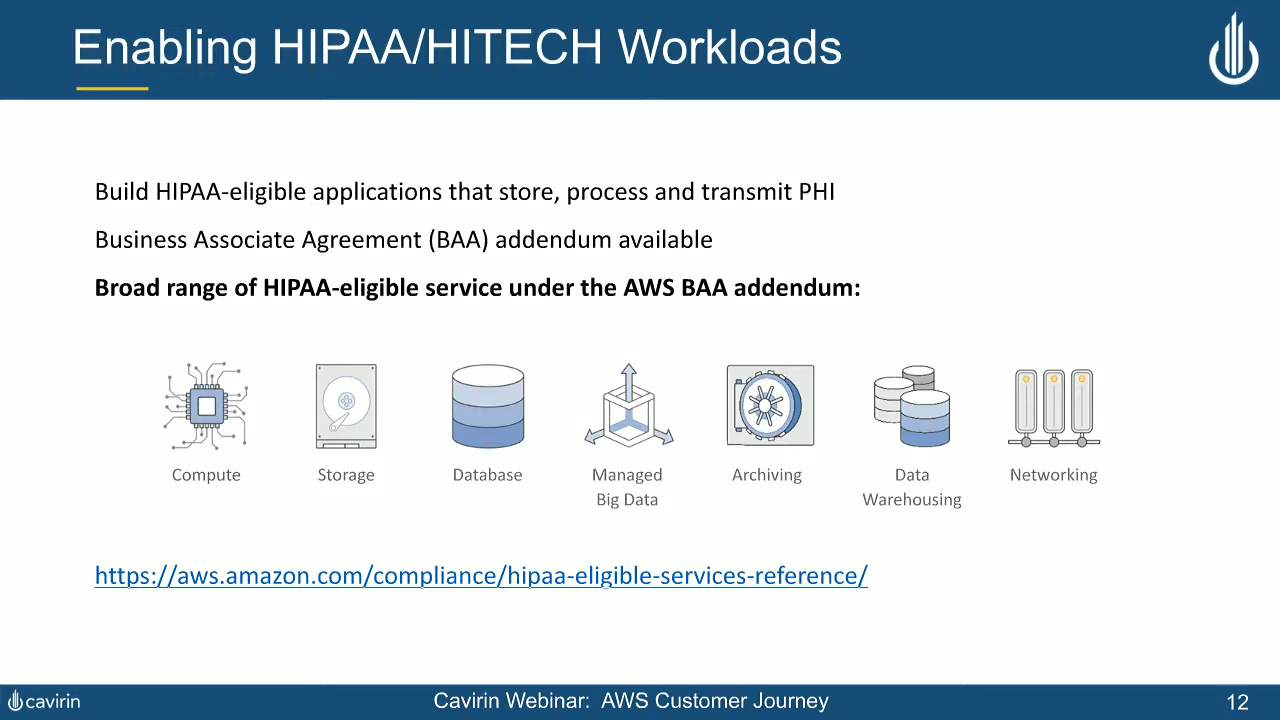 Enabling HIPAA/HITECH Workloads
Build HIPAA-eligible applications that store, process and transmit PHI
Business Associate Agreement (BAA) addendum available
Broad range of HIPAA-eligible service under the AWS BAA addendum:
Compute
Storage
Database
Managed
Big Data
Archiving
Data
Warehousing
Networking
https://aws.amazon.com/compliance/hipaa-eligible-services-reference/
cavirin
Cavirin Webinar: AWS Customer Journey
12